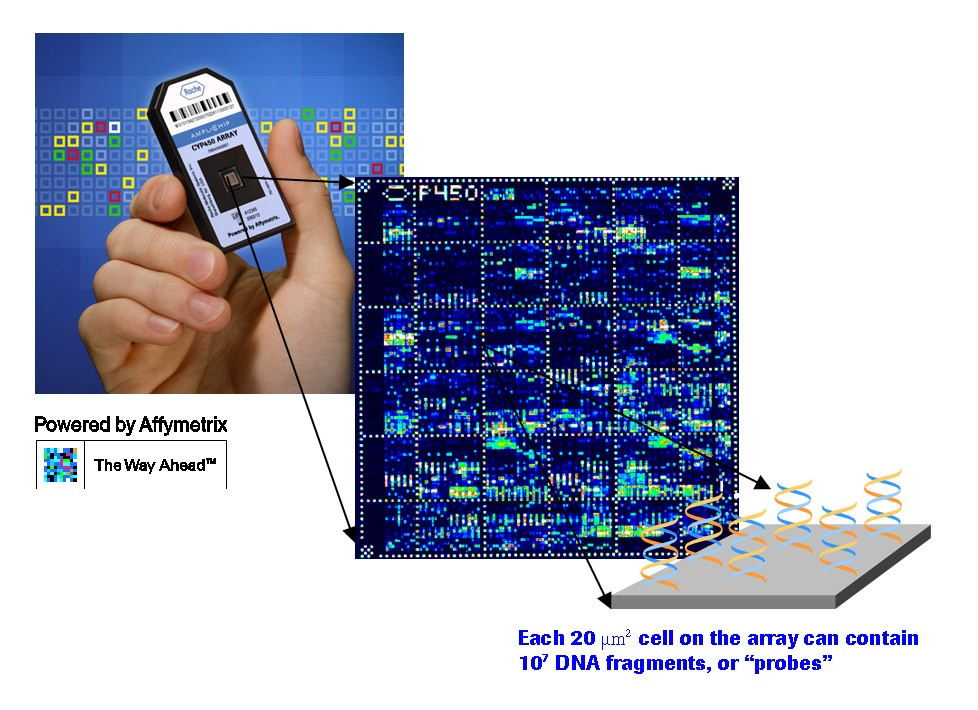 Roche
AMPLICHIP
CYP450 ARRAY
Powered by Affymetrix.
P450
Powered by Affymetrix
The Way Ahead™
Each 20 μm² cell on the array can contain
10⁷ DNA fragments, or “probes”